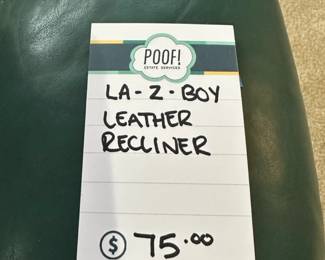 POOF!
ESTATE SERVICES
LA-Z-BOY
LEATHER
RECLINER
$ 75.00